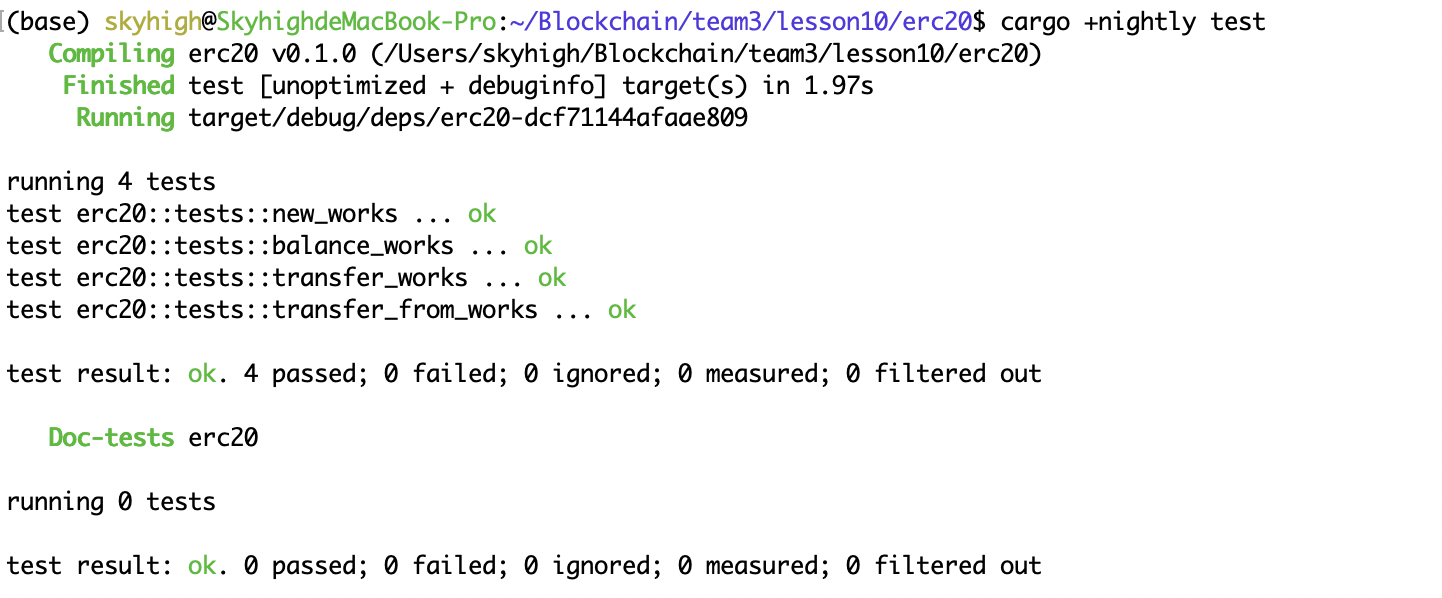 (base) skyhigh@SkyhighdeMacBook-Pro:~/Blockchain/team3/lesson10/erc20$ cargo +nightly test
   Compiling erc20 v0.1.0 (/Users/skyhigh/Blockchain/team3/lesson10/erc20)
    Finished test [unoptimized + debuginfo] target(s) in 1.97s
     Running target/debug/deps/erc20-dcf71144afaae809

running 4 tests
test erc20::tests::new_works ... ok
test erc20::tests::balance_works ... ok
test erc20::tests::transfer_works ... ok
test erc20::tests::transfer_from_works ... ok

test result: ok. 4 passed; 0 failed; 0 ignored; 0 measured; 0 filtered out

   Doc-tests erc20

running 0 tests

test result: ok. 0 passed; 0 failed; 0 ignored; 0 measured; 0 filtered out